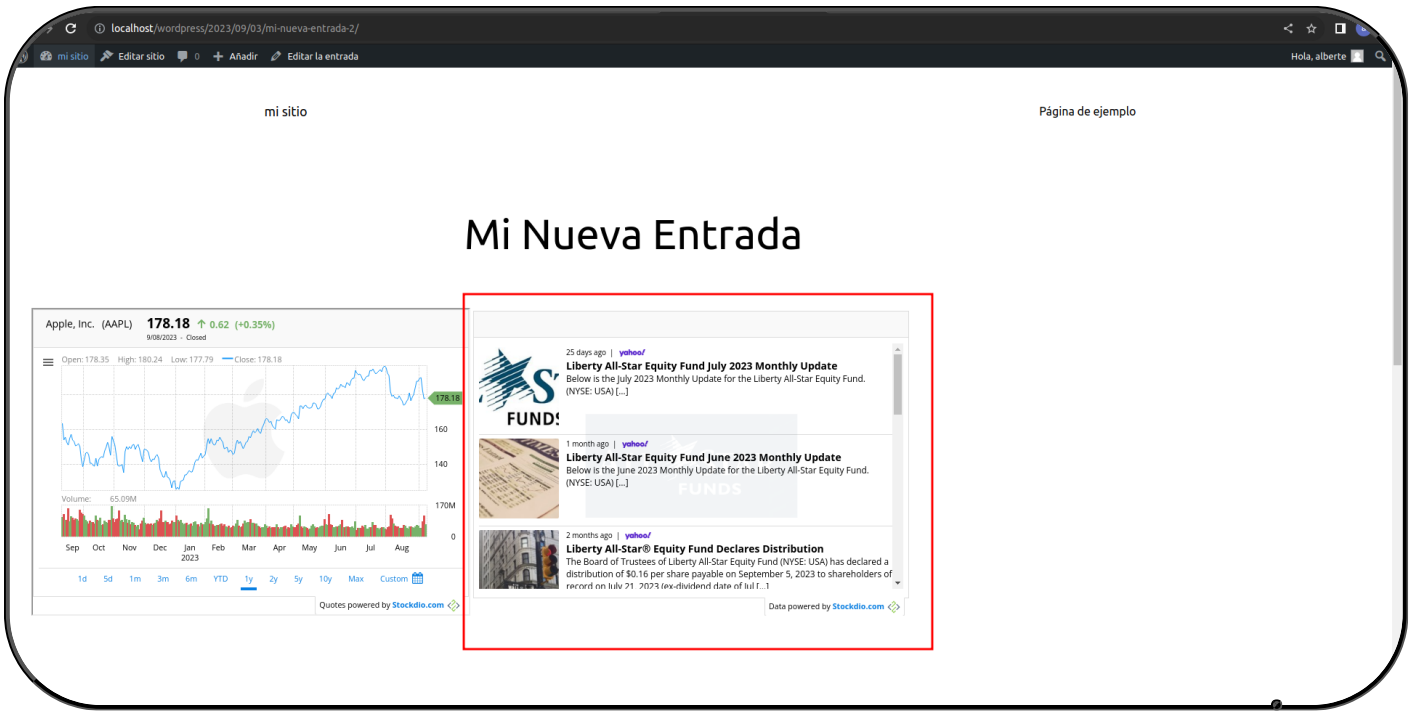 localhost/wordpress/2023/09/03/mi-nueva-entrada-2/
mi sitio Editar sitio 0 Añadir Editar la entrada Hola, alberte
mi sitio Página de ejemplo
Mi Nueva Entrada
Apple, Inc. (AAPL) 178.18 0.62 (+0.35%)
9/08/2023 - Closed
Open: 178.35 High: 180.24 Low: 177.79 Close: 178.18
178.18
160
140
Volume: 65.09M
170M
0
Sep Oct Nov Dec Jan Feb Mar Apr May Jun Jul Aug
2023
1d 5d 1m 3m 6m YTD 1y 2y 5y 10y Max Custom
Quotes powered by Stockdio.com
FUNDS
25 days ago | yahoo!
Liberty All-Star Equity Fund July 2023 Monthly Update
Below is the July 2023 Monthly Update for the Liberty All-Star Equity Fund.
(NYSE: USA) [...]
1 month ago | yahoo!
Liberty All-Star Equity Fund June 2023 Monthly Update
Below is the June 2023 Monthly Update for the Liberty All-Star Equity Fund.
(NYSE: USA) [...]
FUNDS
2 months ago | yahoo!
Liberty All-Star® Equity Fund Declares Distribution
The Board of Trustees of Liberty All-Star Equity Fund (NYSE: USA) has declared a
distribution of $0.16 per share payable on September 5, 2023 to shareholders of
record on July 21, 2023 (ex-dividend date of Jul [...]
Data powered by Stockdio.com